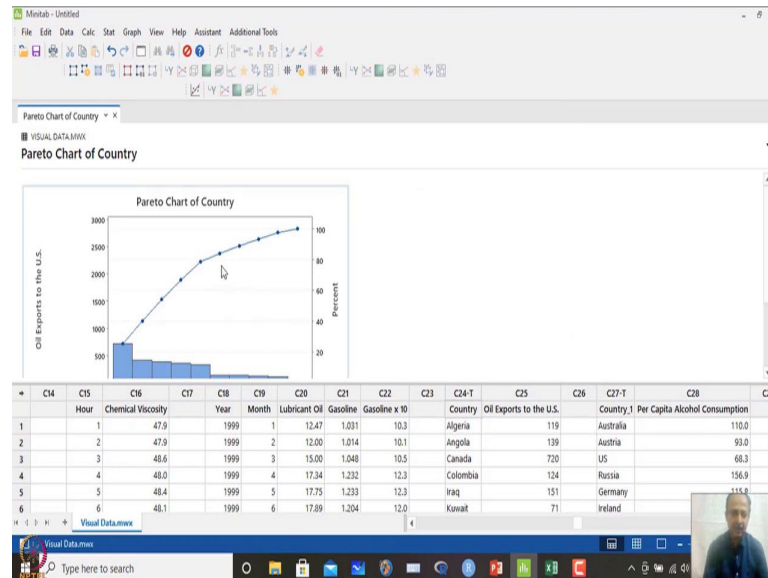 Minitab - Untitled
File Edit Data Calc Stat Graph View Help Assistant Additional Tools
Pareto Chart of Country
VISUAL DATA.MWX
Pareto Chart of Country
Pareto Chart of Country
Oil Exports to the U.S.
3000
2500
2000
1500
1000
500
100
80
60
40
20
Percent
C14 C15 C16 C17 C18 C19 C20 C21 C22 C23 C24-T C25 C26 C27-T C28
Hour Chemical Viscosity Year Month Lubricant Oil Gasoline Gasoline x 10 Country Oil Exports to the U.S. Country_1 Per Capita Alcohol Consumption
1 1 47.9 1999 1 12.47 1.031 10.3 Algeria 119 Australia 110.0
2 2 47.9 1999 2 12.00 1.014 10.1 Angola 139 Austria 93.0
3 3 48.6 1999 3 15.00 1.048 10.5 Canada 720 US 68.3
4 4 48.0 1999 4 17.34 1.232 12.3 Colombia 124 Russia 156.9
5 5 48.4 1999 5 17.75 1.233 12.3 Iraq 151 Germany 115.8
6 6 48.1 1999 6 17.89 1.204 12.0 Kuwait 71 Ireland
Visual Data.mwx
Visual Data.mwx
NPTEL
Type here to search